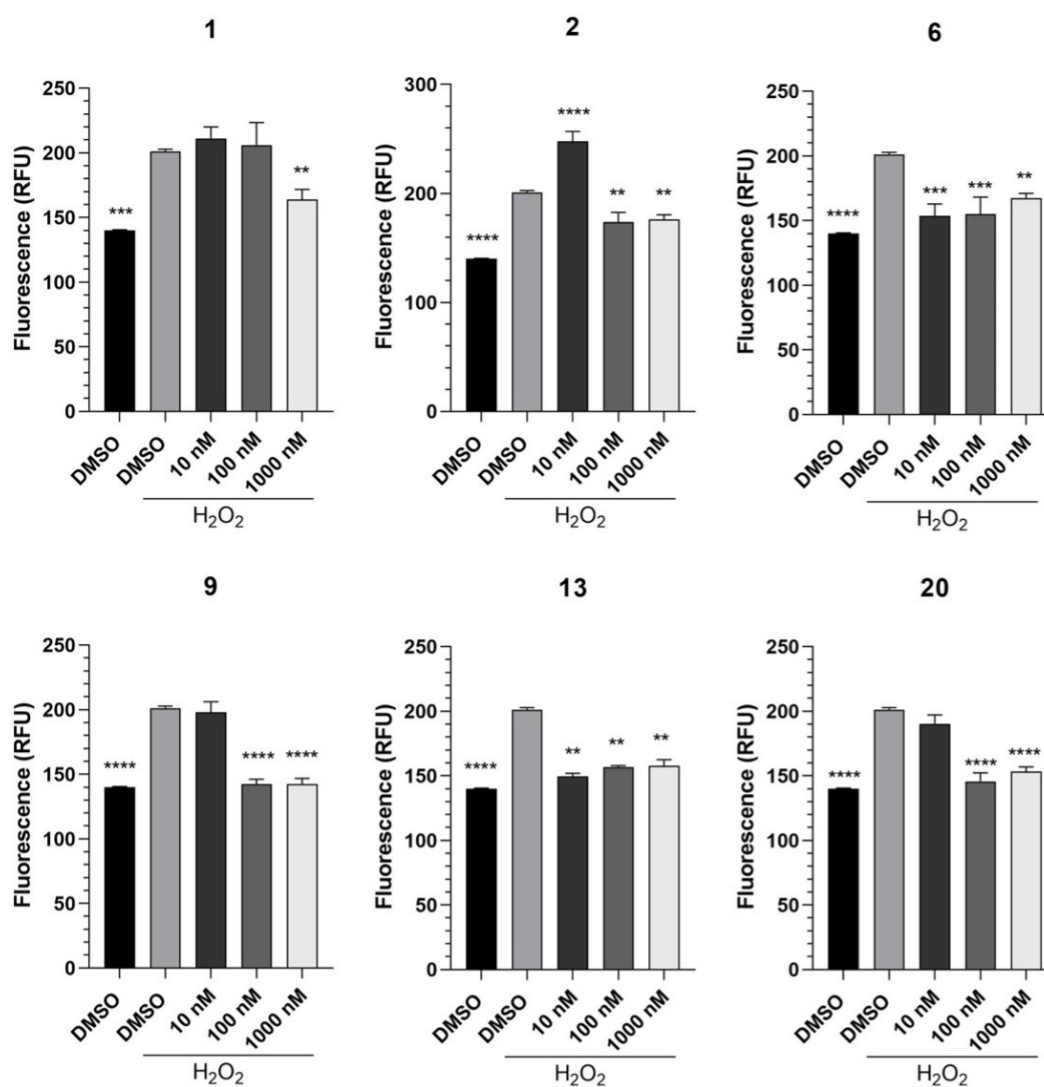 1
Fluorescence (RFU)
250
200
150
100
50
0
***
**
DMSO
DMSO
10 nM
100 nM
1000 nM
H₂O₂
2
Fluorescence (RFU)
300
200
100
0
****
****
**
**
DMSO
DMSO
10 nM
100 nM
1000 nM
H₂O₂
6
Fluorescence (RFU)
250
200
150
100
50
0
****
***
***
**
DMSO
DMSO
10 nM
100 nM
1000 nM
H₂O₂
9
Fluorescence (RFU)
250
200
150
100
50
0
****
****
****
DMSO
DMSO
10 nM
100 nM
1000 nM
H₂O₂
13
Fluorescence (RFU)
250
200
150
100
50
0
****
**
**
**
DMSO
DMSO
10 nM
100 nM
1000 nM
H₂O₂
20
Fluorescence (RFU)
250
200
150
100
50
0
****
****
****
DMSO
DMSO
10 nM
100 nM
1000 nM
H₂O₂